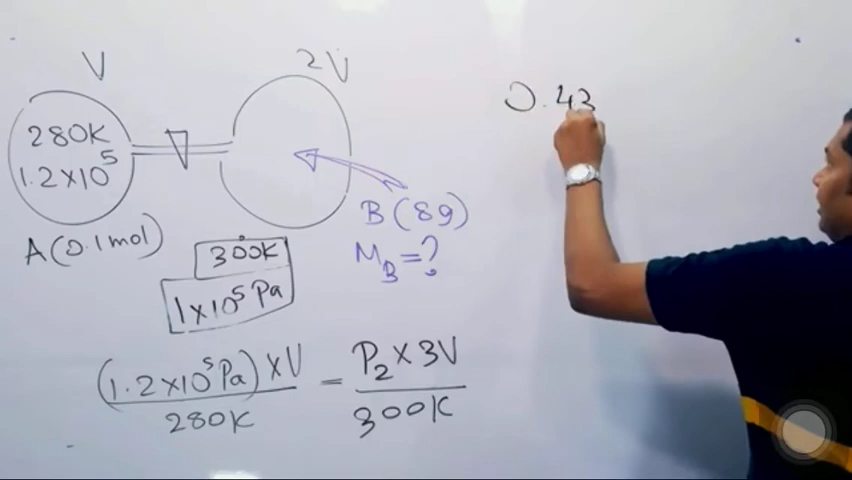 V
2V
280K
1.2×10⁵
A(0.1mol)
B(8g)
M_B=?
300K
1×10⁵Pa
(1.2×10⁵Pa)×V / 280K = P₂×3V / 300K
0.43